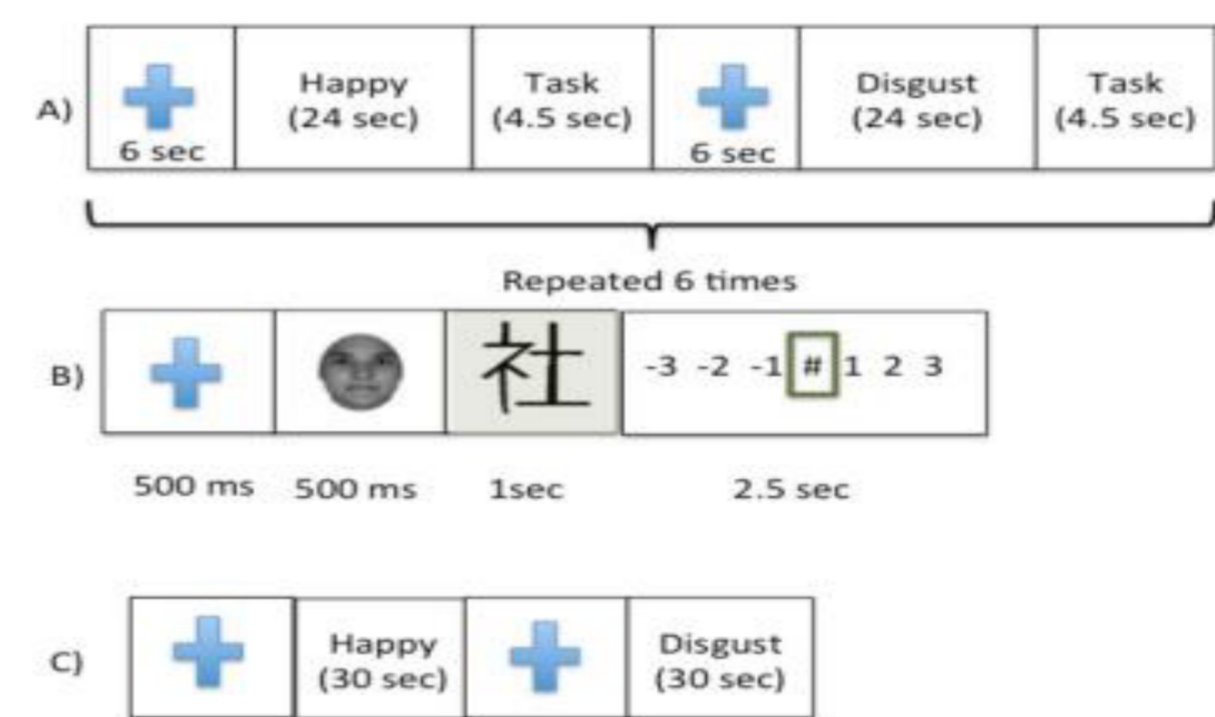 A)
6 sec
Happy
(24 sec)
Task
(4.5 sec)
6 sec
Disgust
(24 sec)
Task
(4.5 sec)
Repeated 6 times
B)
社
-3 -2 -1 # 1 2 3
500 ms 500 ms 1sec 2.5 sec
C)
Happy
(30 sec)
Disgust
(30 sec)